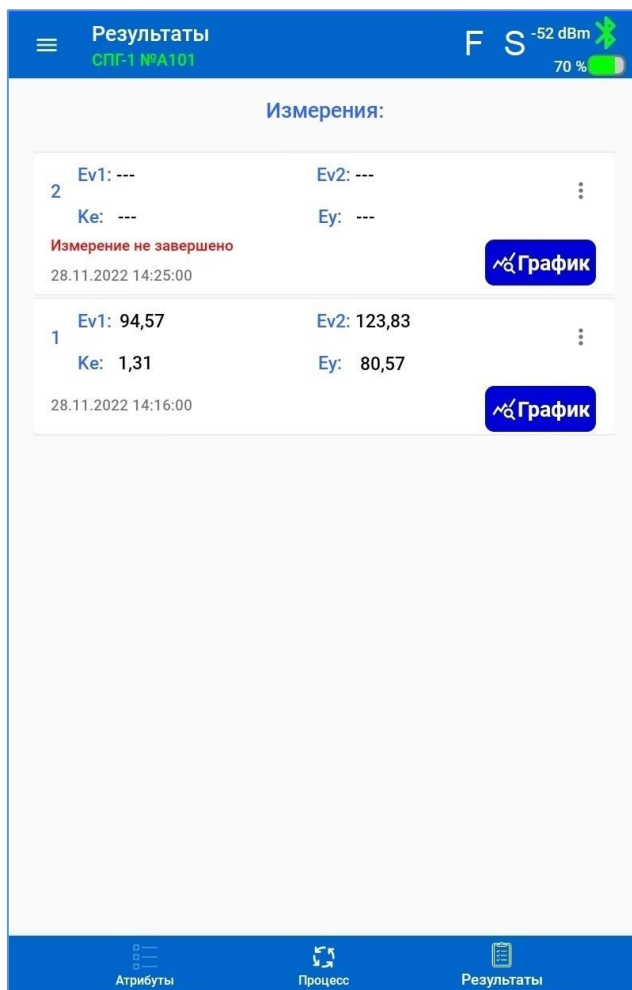 Результаты
СПГ-1 №А101
F S -52 dBm
70 %
Измерения:
2
Ev1: --- Ev2: ---
Ke: --- Ey: ---
Измерение не завершено
28.11.2022 14:25:00
График
1
Ev1: 94,57 Ev2: 123,83
Ke: 1,31 Ey: 80,57
28.11.2022 14:16:00
График
Атрибуты Процесс Результаты